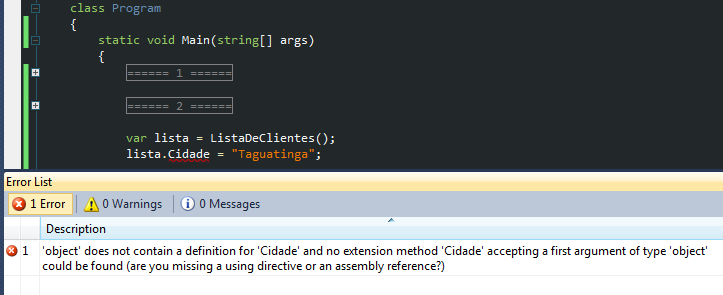 class Program
{
static void Main(string[] args)
{
====== 1 ======
====== 2 ======
var lista = ListaDeClientes();
lista.Cidade = "Taguatinga";
Error List
1 Error
0 Warnings
0 Messages
Description
1 'object' does not contain a definition for 'Cidade' and no extension method 'Cidade' accepting a first argument of type 'object'
could be found (are you missing a using directive or an assembly reference?)